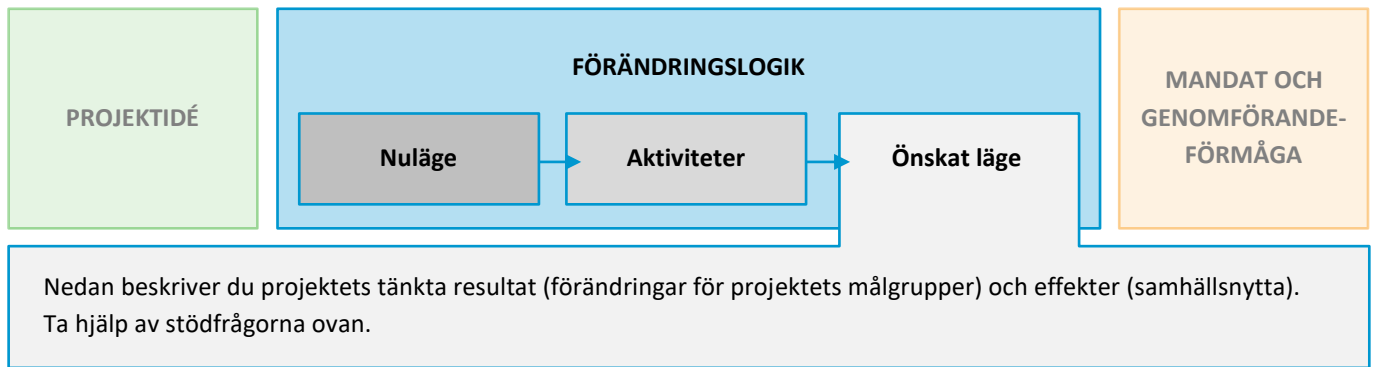 PROJEKTIDÉ
FÖRÄNDRINGSLOGIK
Nuläge
Aktiviteter
Önskat läge
MANDAT OCH
GENOMFÖRANDE-
FÖRMÅGA
Nedan beskriver du projektets tänkta resultat (förändringar för projektets målgrupper) och effekter (samhällsnytta).
Ta hjälp av stödfrågorna ovan.